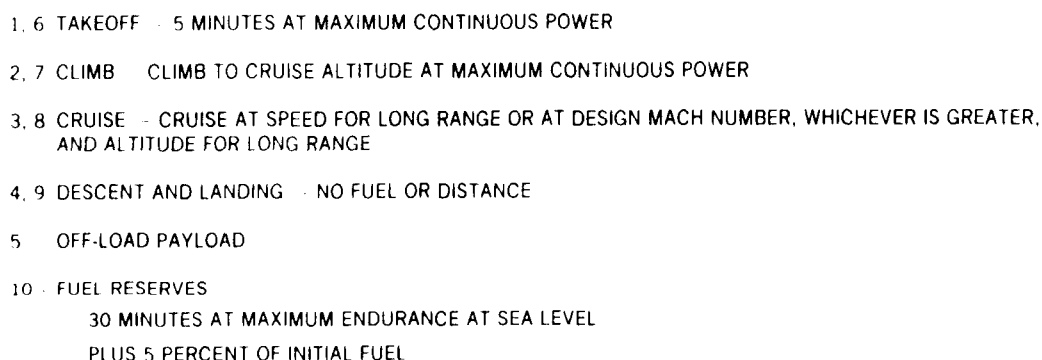 1, 6 TAKEOFF - 5 MINUTES AT MAXIMUM CONTINUOUS POWER
2, 7 CLIMB CLIMB TO CRUISE ALTITUDE AT MAXIMUM CONTINUOUS POWER
3, 8 CRUISE - CRUISE AT SPEED FOR LONG RANGE OR AT DESIGN MACH NUMBER, WHICHEVER IS GREATER,
AND ALTITUDE FOR LONG RANGE
4, 9 DESCENT AND LANDING - NO FUEL OR DISTANCE
5 OFF-LOAD PAYLOAD
10 - FUEL RESERVES
30 MINUTES AT MAXIMUM ENDURANCE AT SEA LEVEL
PLUS 5 PERCENT OF INITIAL FUEL